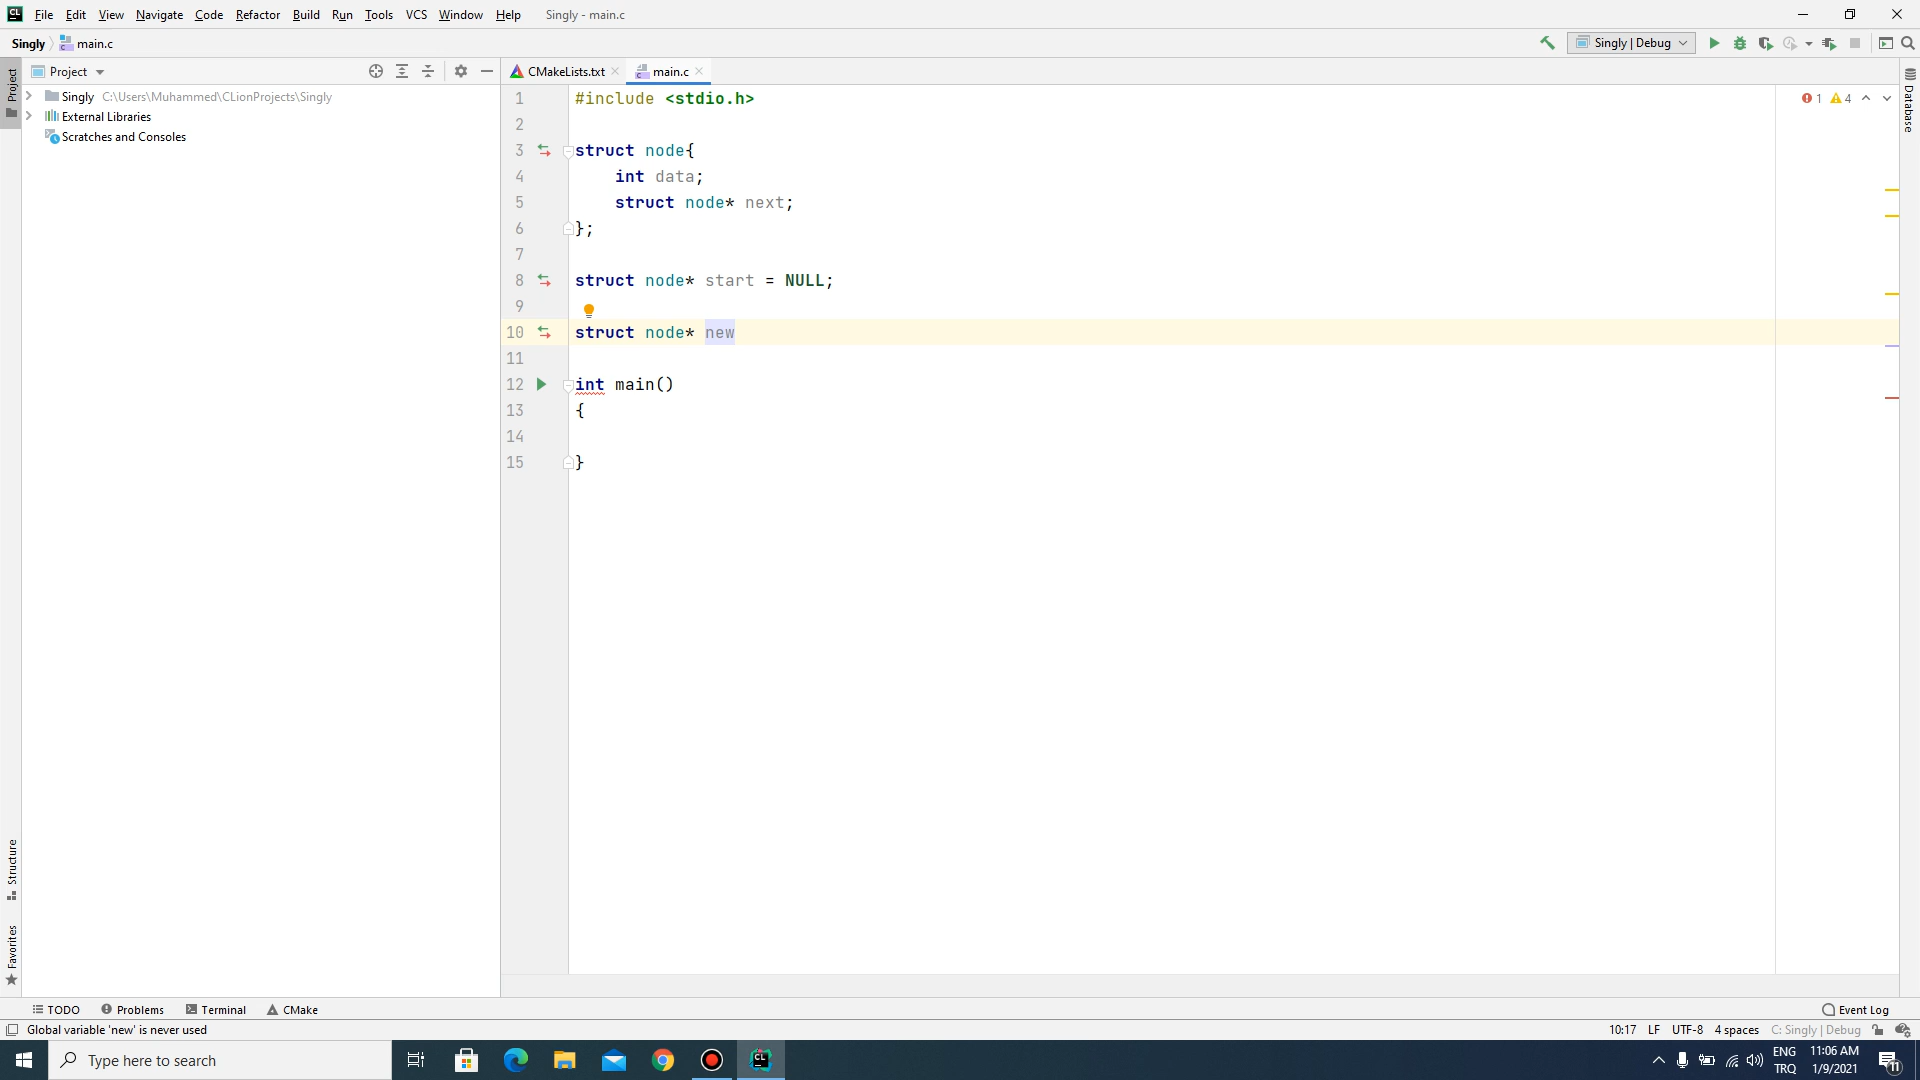 CL File Edit View Navigate Code Refactor Build Run Tools VCS Window Help Singly - main.c
Singly main.c Singly | Debug
Project Project CMakeLists.txt main.c
Singly C:\Users\Muhammed\CLionProjects\Singly
External Libraries
Scratches and Consoles
1 #include <stdio.h> 1 4
2
3 struct node{
4 int data;
5 struct node* next;
6 };
7
8 struct node* start = NULL;
9
10 struct node* new
11
12 int main()
13 {
14
15 }
Database
Structure
Favorites
TODO Problems Terminal CMake Event Log
Global variable 'new' is never used 10:17 LF UTF-8 4 spaces C: Singly | Debug
Type here to search CL ENG 11:06 AM
TRQ 1/9/2021 11